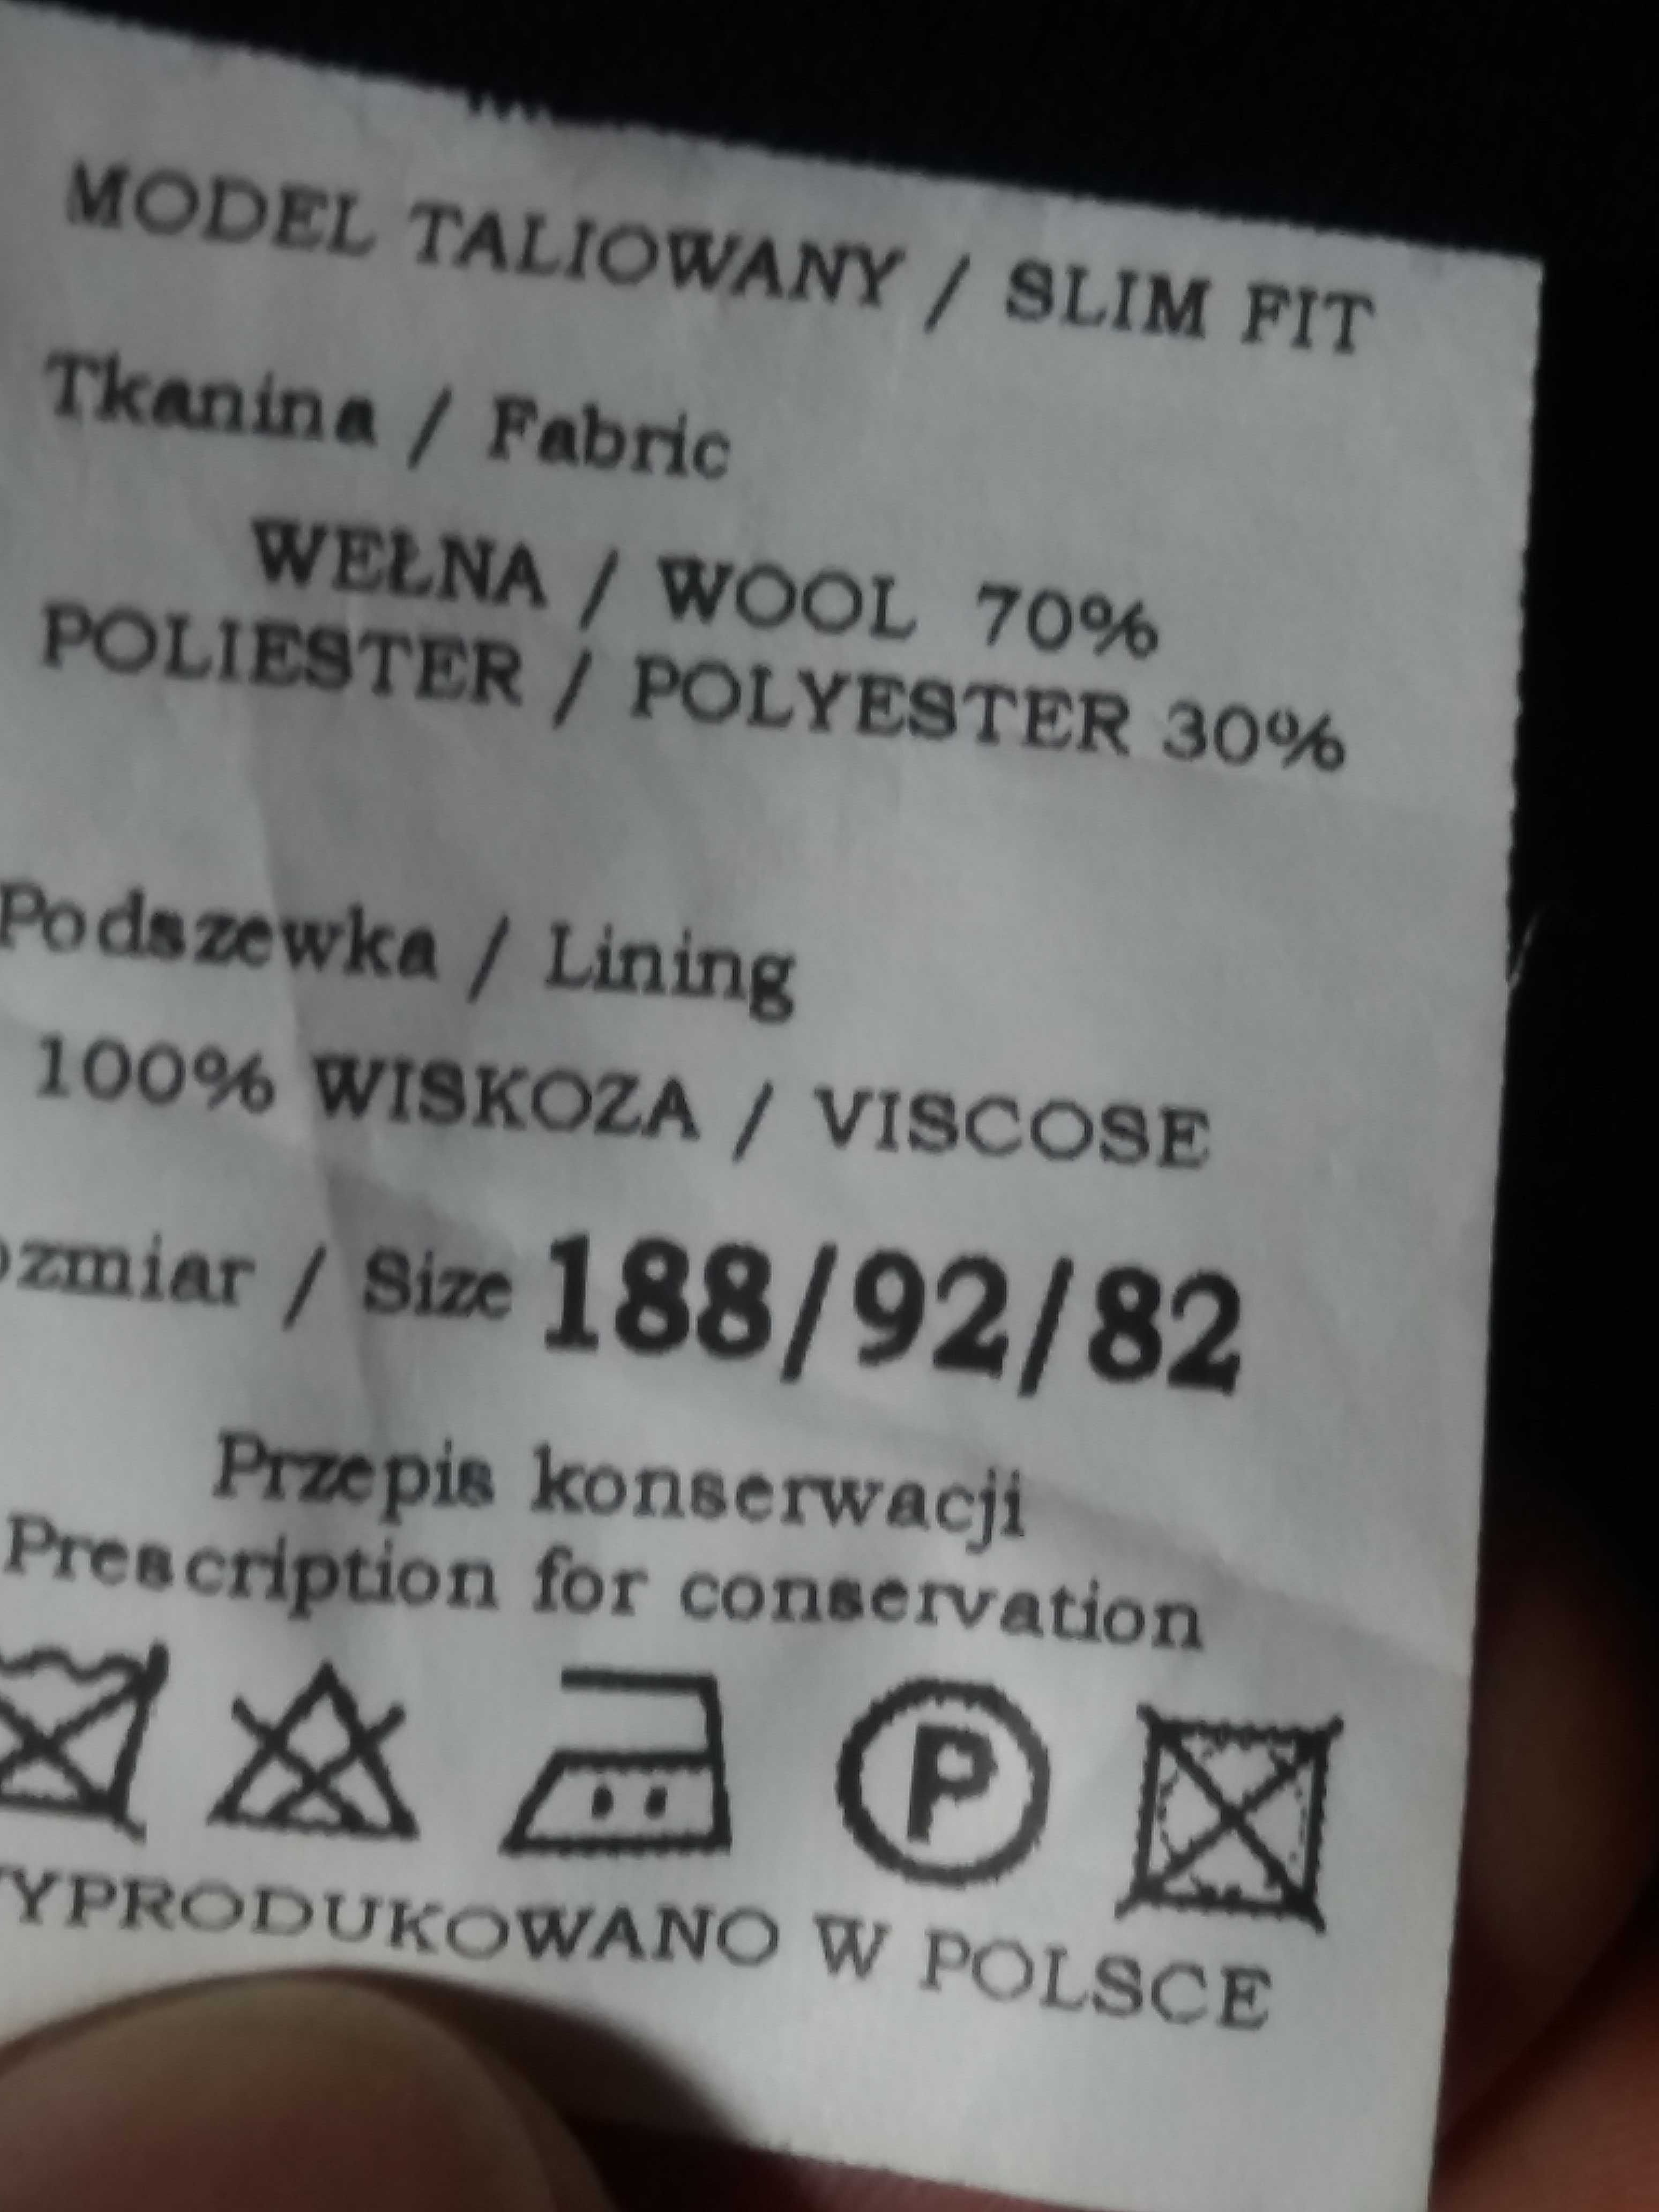 MODEL TALIOWANY / SLIM FIT
Tkanina / Fabric
WEŁNA / WOOL 70%
POLIESTER / POLYESTER 30%
Podszewka / Lining
100% WISKOZA / VISCOSE
ozmiar / Size 188/92/82
Przepis konserwacji
Prescription for conservation
P
YPRODUKOWANO W POLSCE